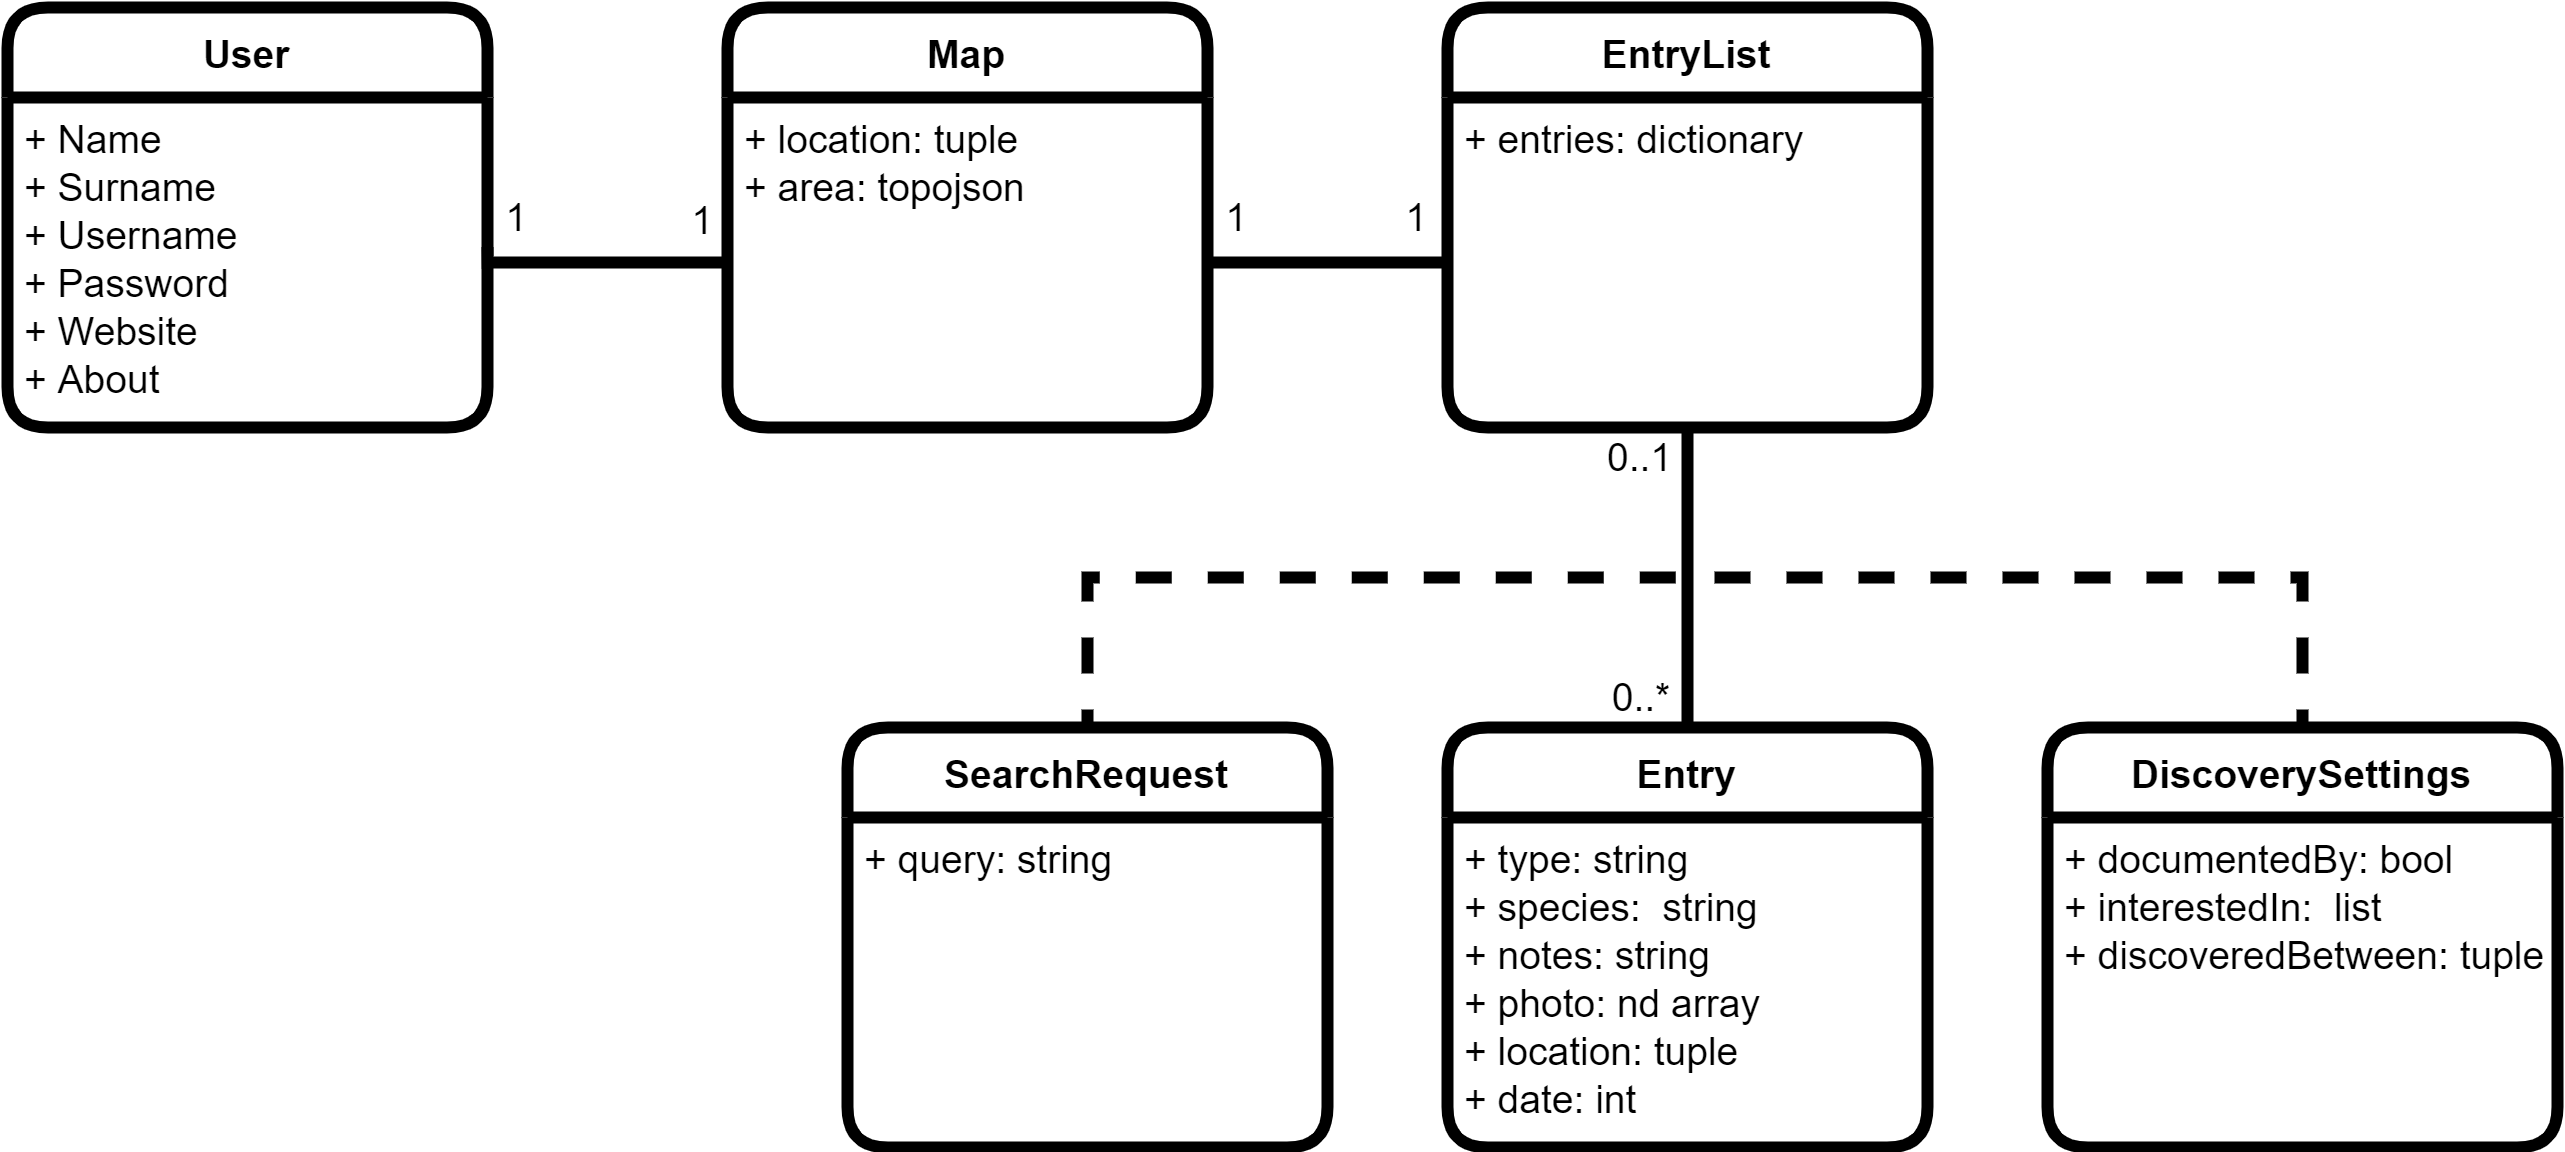 User
+ Name
+ Surname
+ Username
+ Password
+ Website
+ About
1
1
Map
+ location: tuple
+ area: topojson
1
1
EntryList
+ entries: dictionary
0..1
0..*
SearchRequest
+ query: string
Entry
+ type: string
+ species:  string
+ notes: string
+ photo: nd array
+ location: tuple
+ date: int
DiscoverySettings
+ documentedBy: bool
+ interestedIn:  list
+ discoveredBetween: tuple